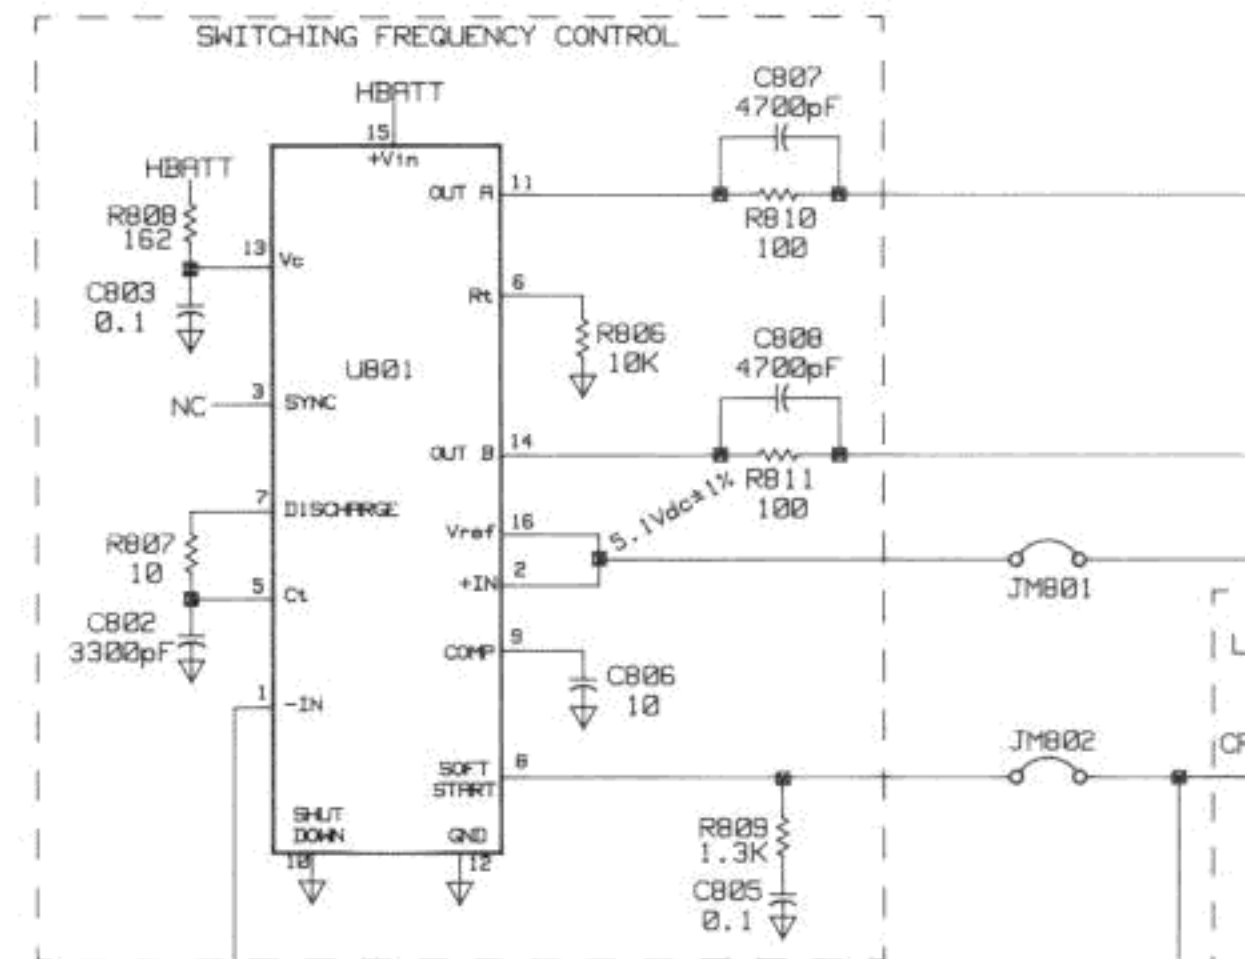 SWITCHING FREQUENCY CONTROL
HBATT
15
+Vin
C807
4700pF
OUT A
11
R810
100
HBATT
R808
162
13
Vc
C803
0.1
Rt
6
R806
10K
U801
C808
4700pF
NC
3
SYNC
OUT B
14
R811
100
7
DISCHARGE
Vref
16
5.1Vdc±1%
R807
10
+IN
2
JM801
5
Ct
C802
3300pF
COMP
9
C806
10
1
-IN
SOFT
START
8
JM802
SHUT
DOWN
GND
10
12
R809
1.3K
C805
0.1